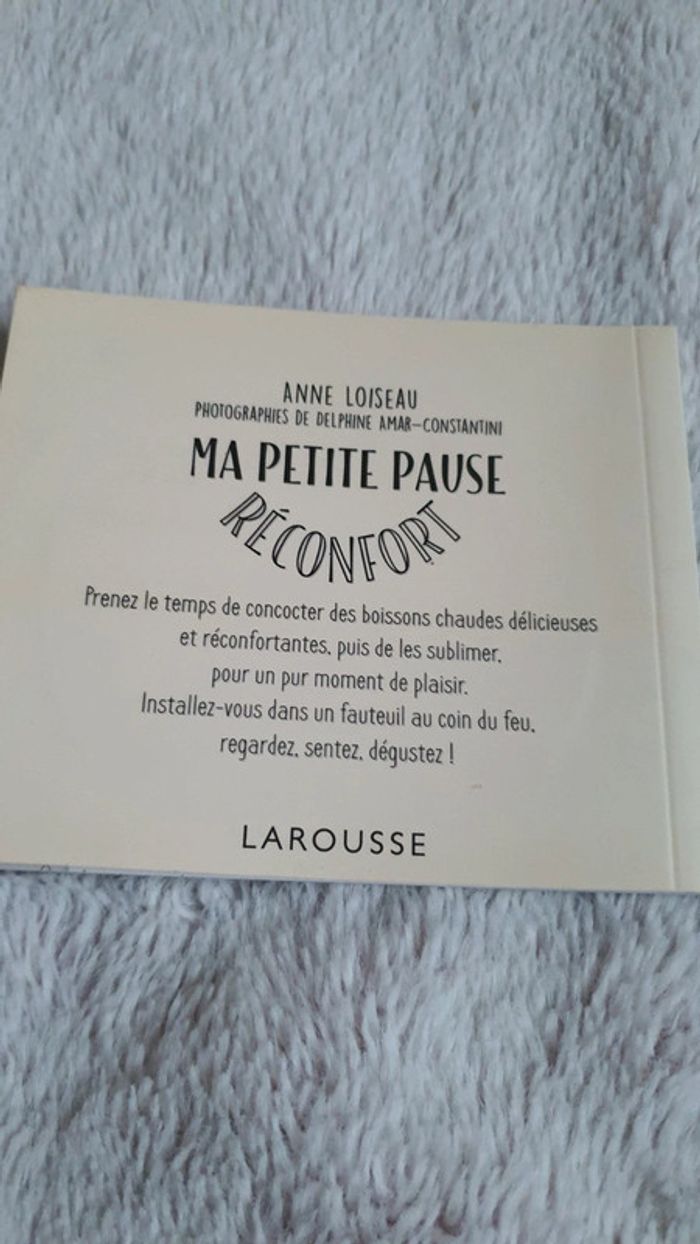 ANNE LOISEAU
PHOTOGRAPHIES DE DELPHINE AMAR-CONSTANTINI
MA PETITE PAUSE
RÉCONFORT
Prenez le temps de concocter des boissons chaudes délicieuses
et réconfortantes, puis de les sublimer,
pour un pur moment de plaisir.
Installez-vous dans un fauteuil au coin du feu,
regardez, sentez, dégustez !
LAROUSSE